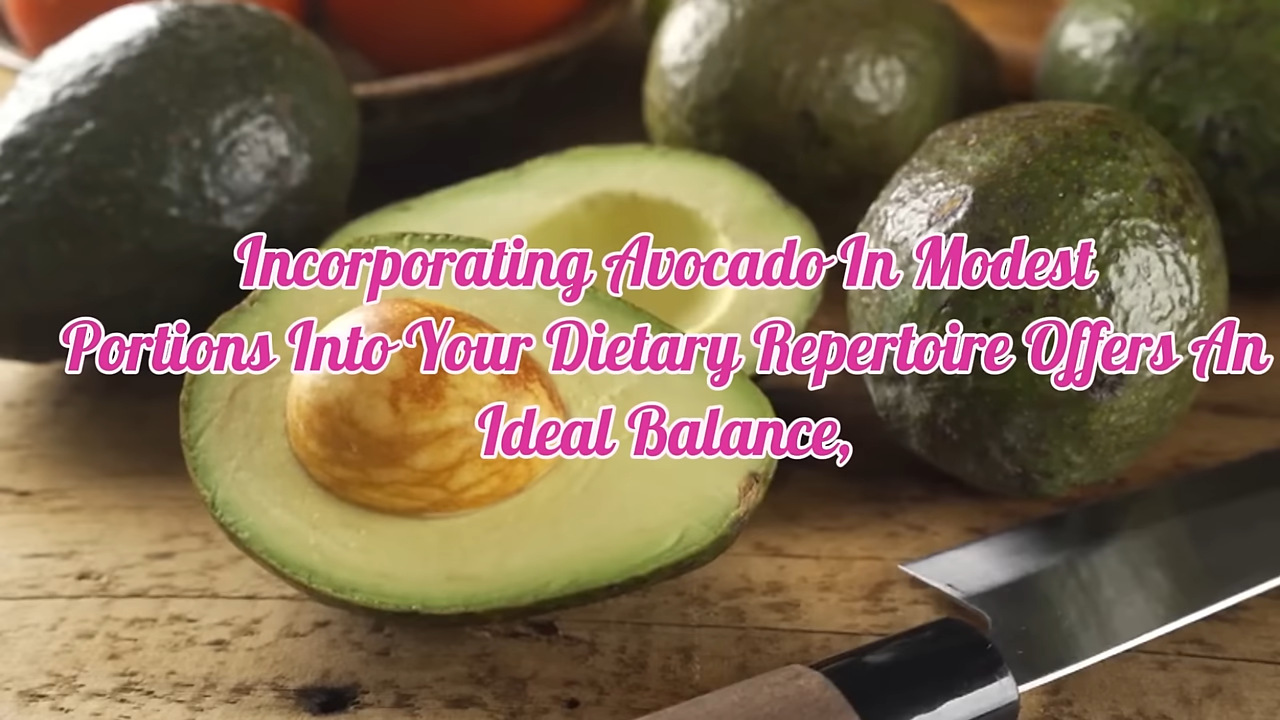 Incorporating Avocado In Modest
Portions Into Your Dietary Repertoire Offers An
Ideal Balance,